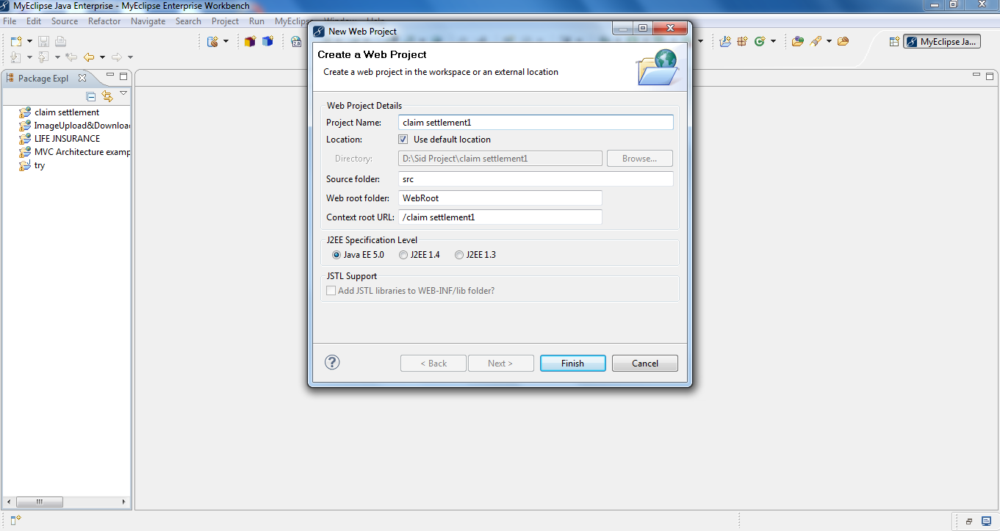 MyEclipse Java Enterprise - MyEclipse Enterprise Workbench
File Edit Source Refactor Navigate Search Project Run MyEclipse Window Help
2.0
MyEclipse Ja...
Package Expl
claim settlement
ImageUpload&Downloa
LIFE JNSURANCE
MVC Architecture examp
try
New Web Project
Create a Web Project
Create a web project in the workspace or an external location
Web Project Details
Project Name: claim settlement1
Location: Use default location
Directory: D:\Sid Project\claim settlement1 Browse...
Source folder: src
Web root folder: WebRoot
Context root URL: /claim settlement1
J2EE Specification Level
Java EE 5.0 J2EE 1.4 J2EE 1.3
JSTL Support
Add JSTL libraries to WEB-INF/lib folder?
? < Back Next > Finish Cancel